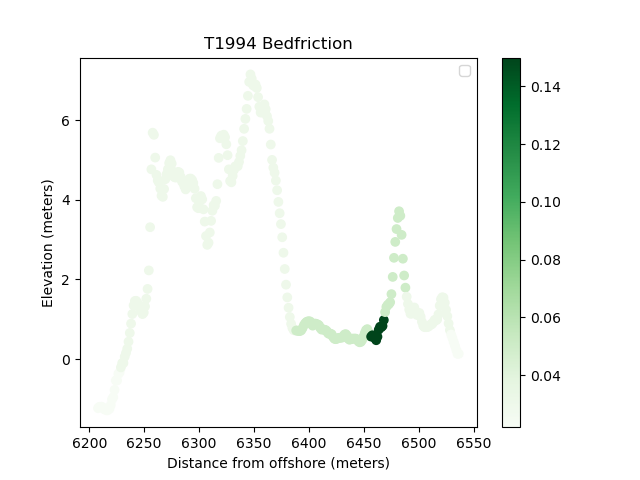 T1994 Bedfriction
Elevation (meters)
6
4
2
0
6200 6250 6300 6350 6400 6450 6500 6550
Distance from offshore (meters)
0.14
0.12
0.10
0.08
0.06
0.04